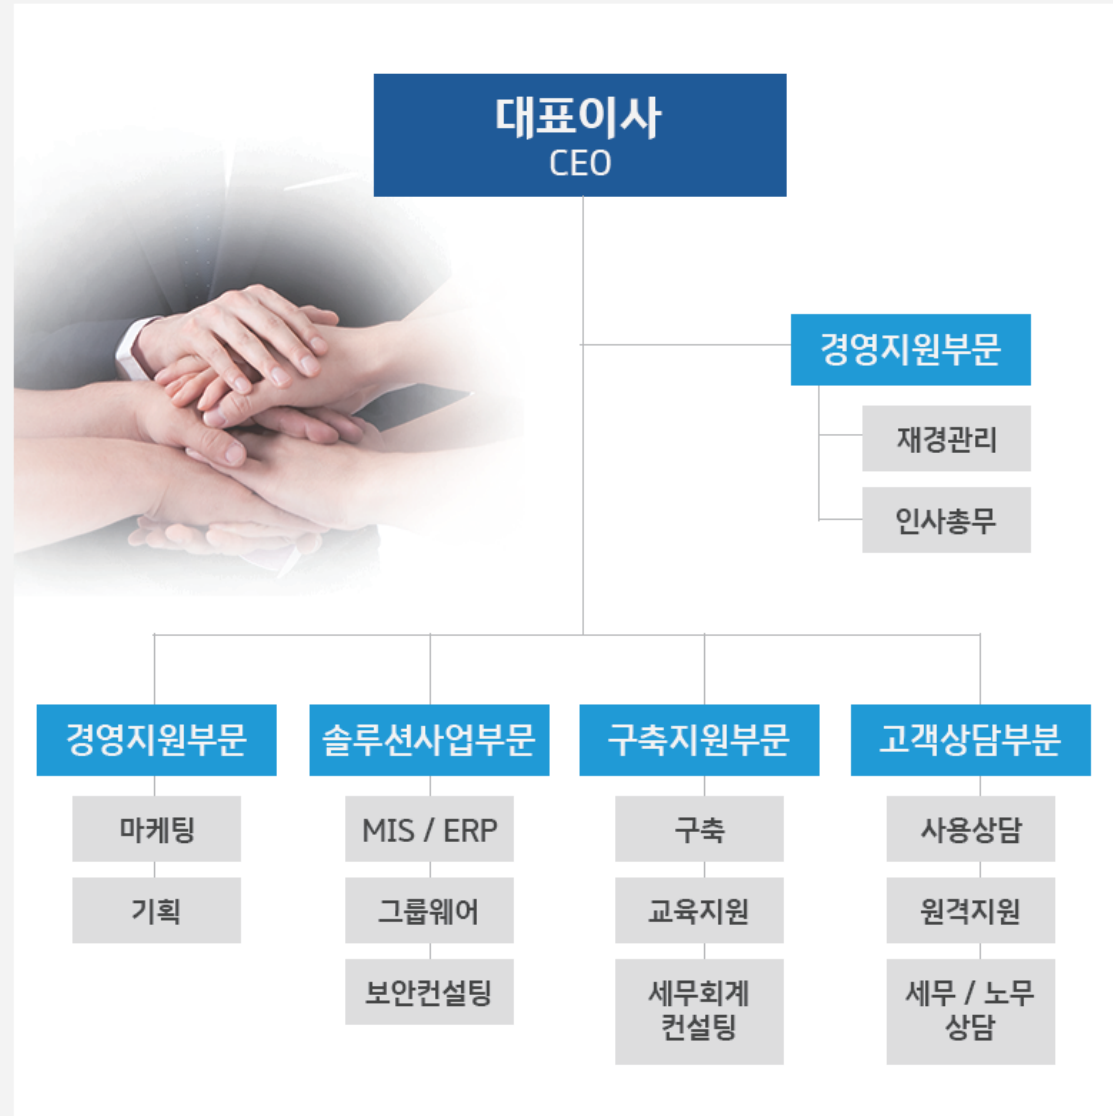 대표이사
CEO
경영지원부문
재경관리
인사총무
경영지원부문
솔루션사업부문
구축지원부문
고객상담부분
마케팅
MIS / ERP
구축
사용상담
기획
그룹웨어
교육지원
원격지원
보안컨설팅
세무회계
컨설팅
세무 / 노무
상담